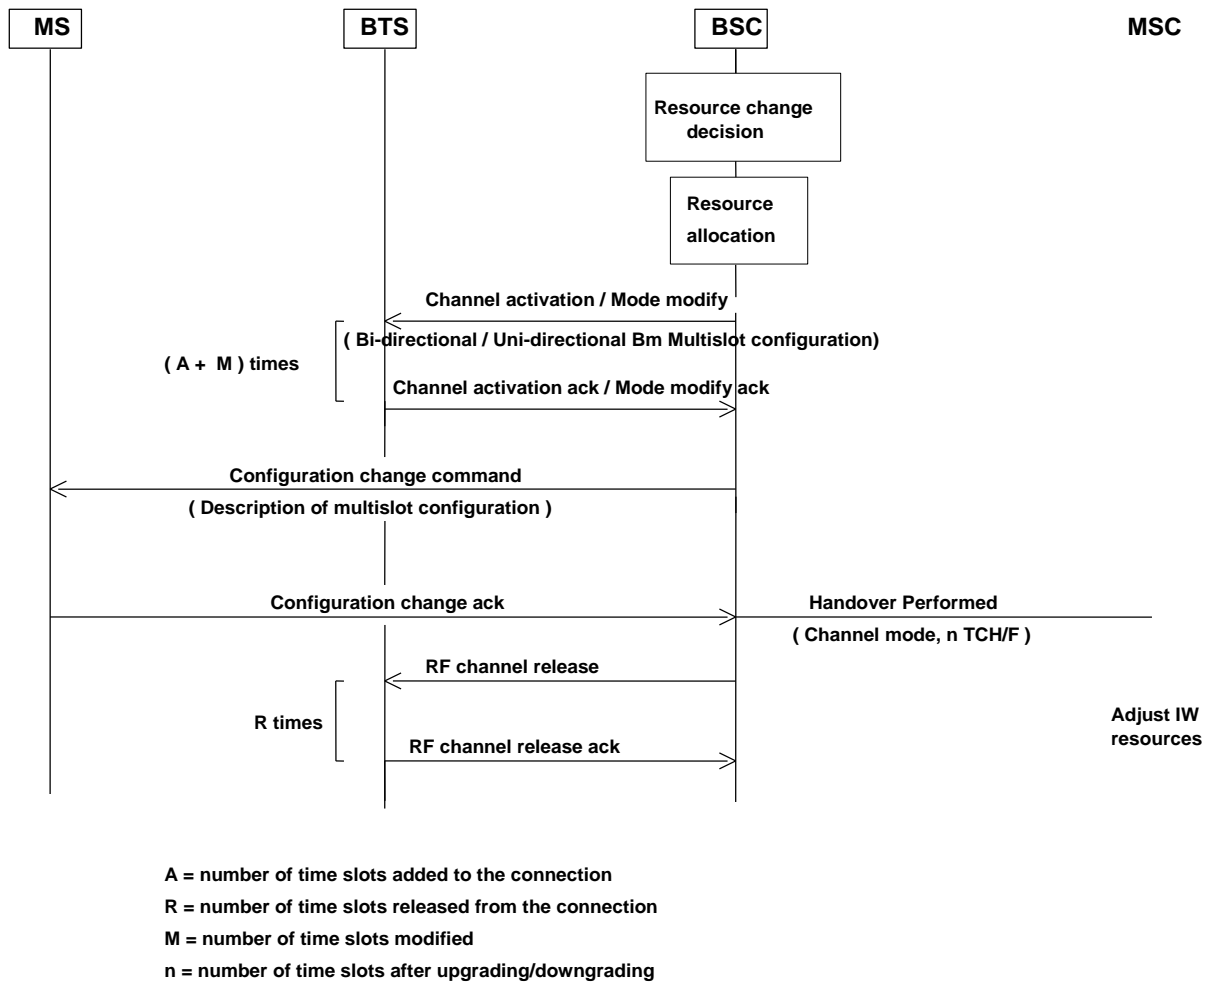 MS BTS BSC MSC
Resource change
decision
Resource
allocation
Channel activation / Mode modify
( Bi-directional / Uni-directional Bm Multislot configuration)
( A + M ) times
Channel activation ack / Mode modify ack
Configuration change command
( Description of multislot configuration )
Configuration change ack
Handover Performed
( Channel mode, n TCH/F )
RF channel release
R times
Adjust IW
resources
RF channel release ack
A = number of time slots added to the connection
R = number of time slots released from the connection
M = number of time slots modified
n = number of time slots after upgrading/downgrading